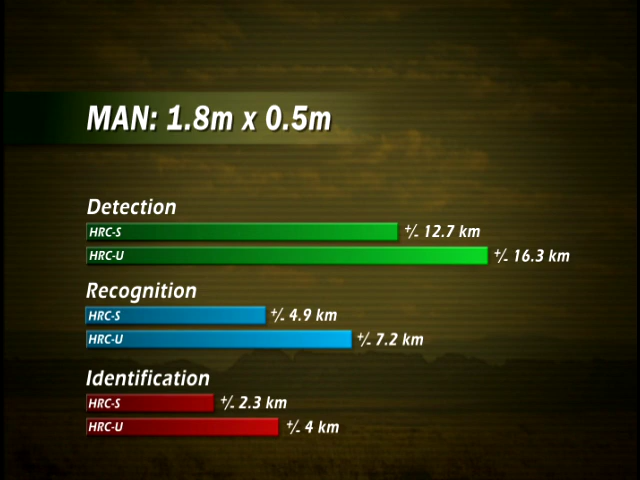 MAN: 1.8m x 0.5m
Detection
HRC-S +/- 12.7 km
HRC-U +/- 16.3 km
Recognition
HRC-S +/- 4.9 km
HRC-U +/- 7.2 km
Identification
HRC-S +/- 2.3 km
HRC-U +/- 4 km